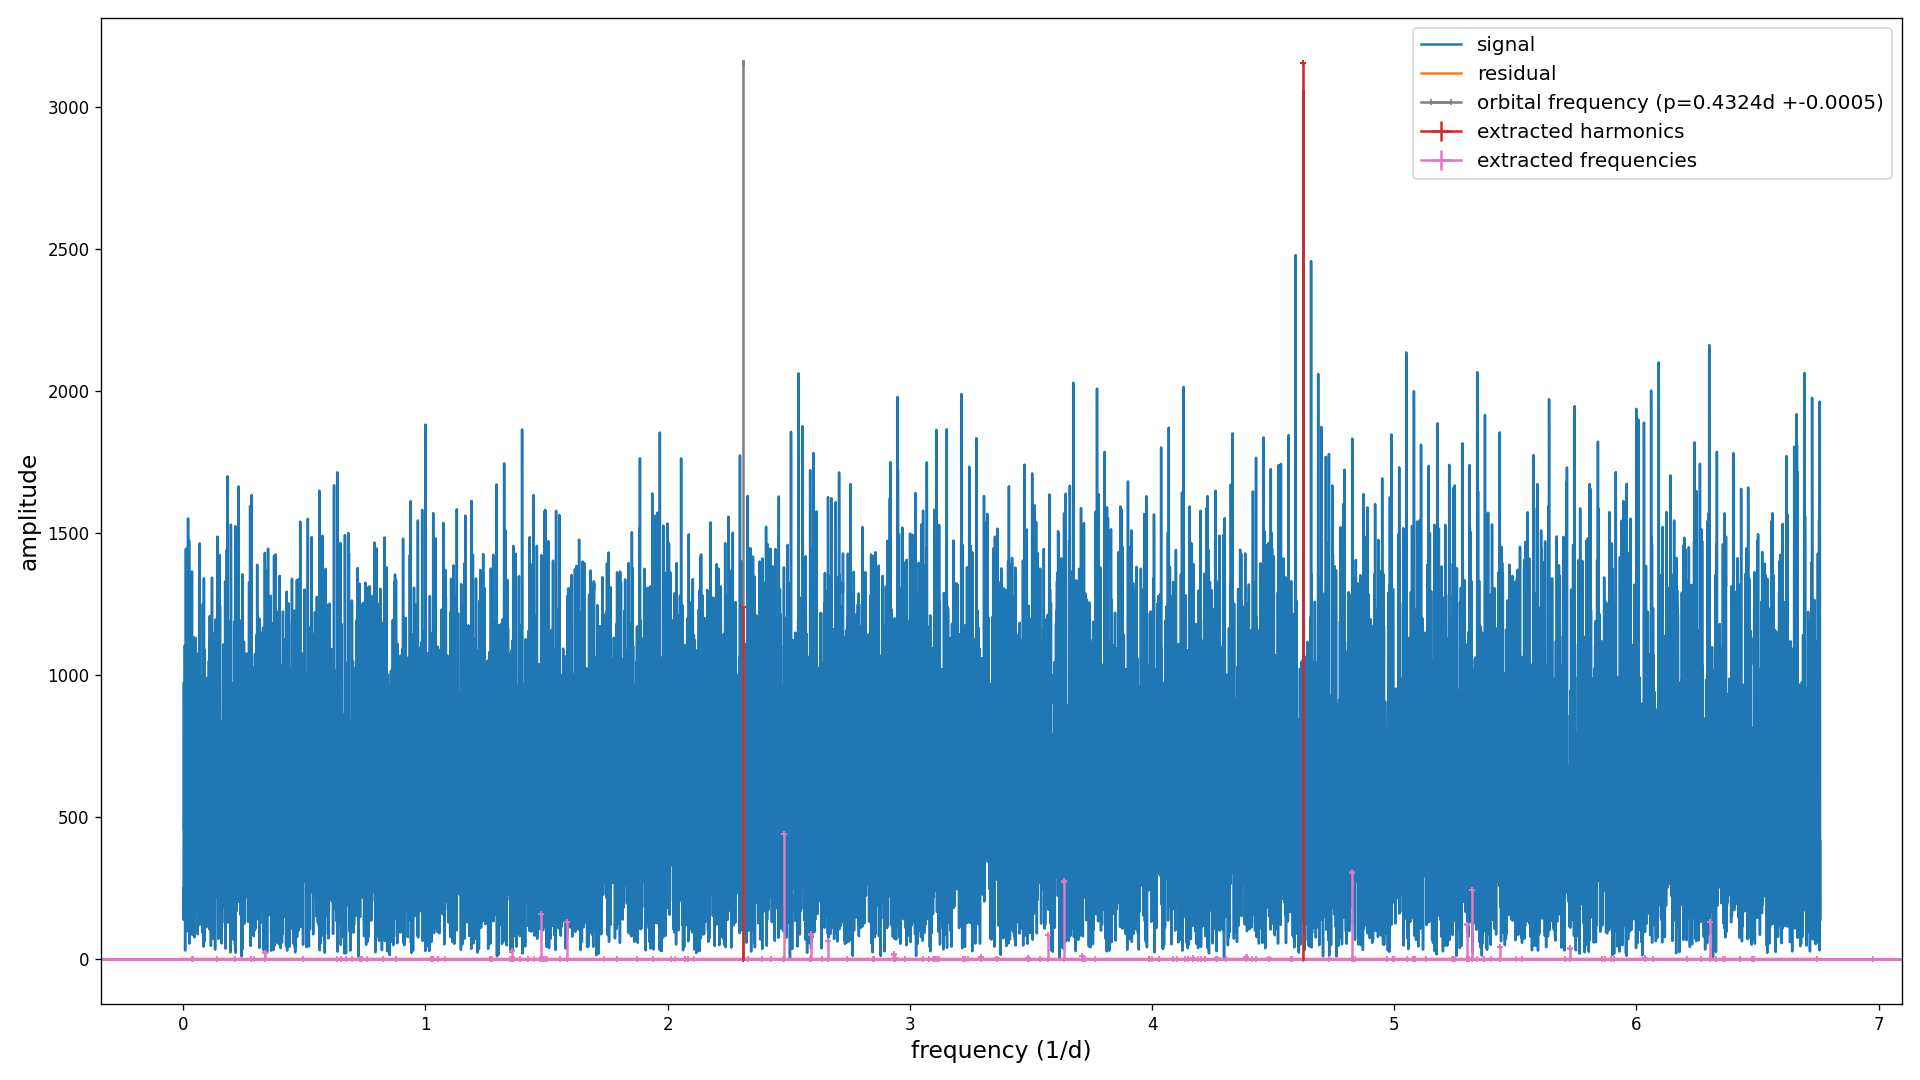 signal
residual
orbital frequency (p=0.4324d +-0.0005)
extracted harmonics
extracted frequencies
amplitude
3000
2500
2000
1500
1000
500
0
0 1 2 3 4 5 6 7
frequency (1/d)